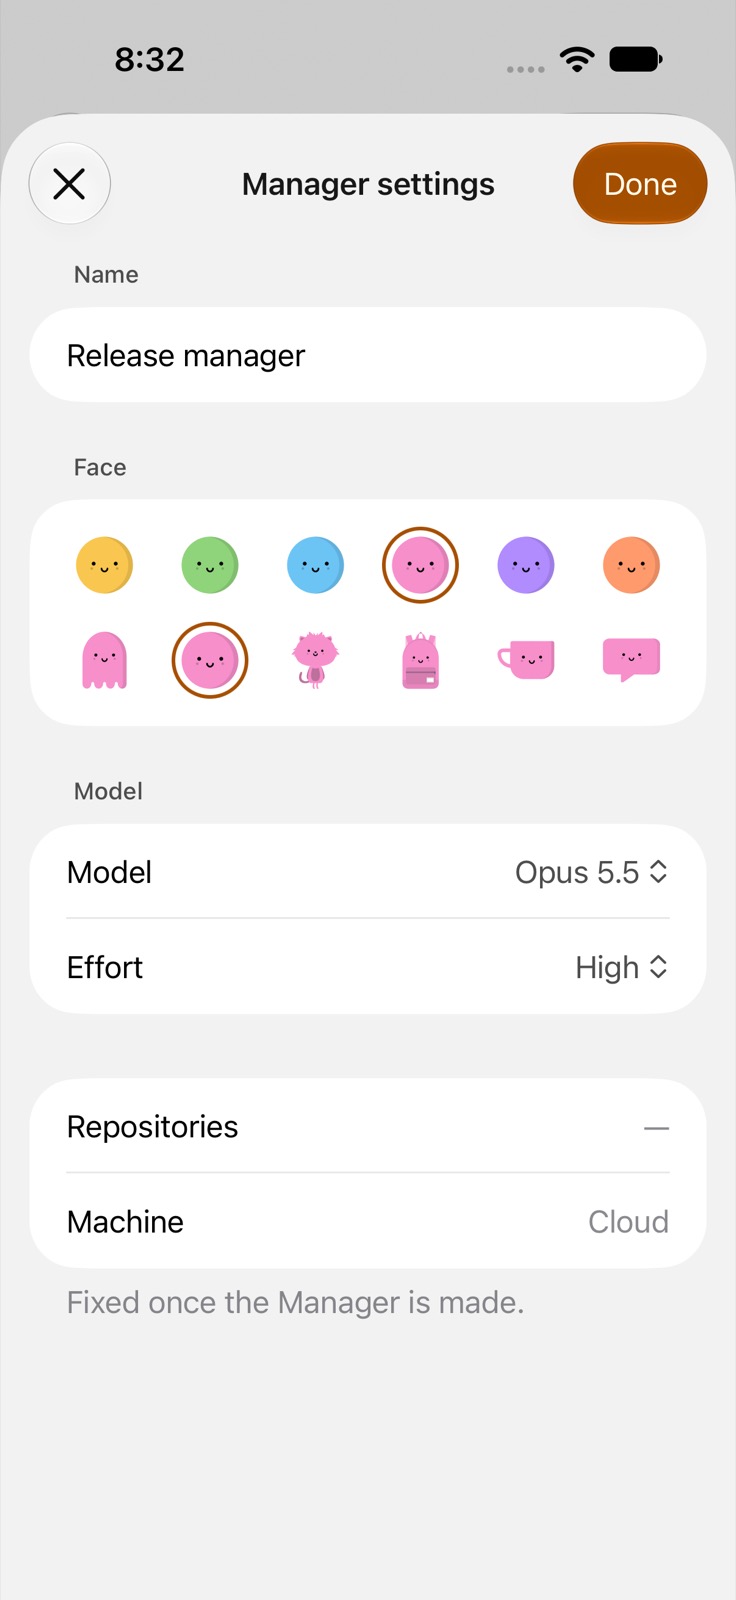 8:32
Manager settings
Done
Name
Release manager
Face
Model
Model
Opus 5.5
Effort
High
Repositories
—
Machine
Cloud
Fixed once the Manager is made.